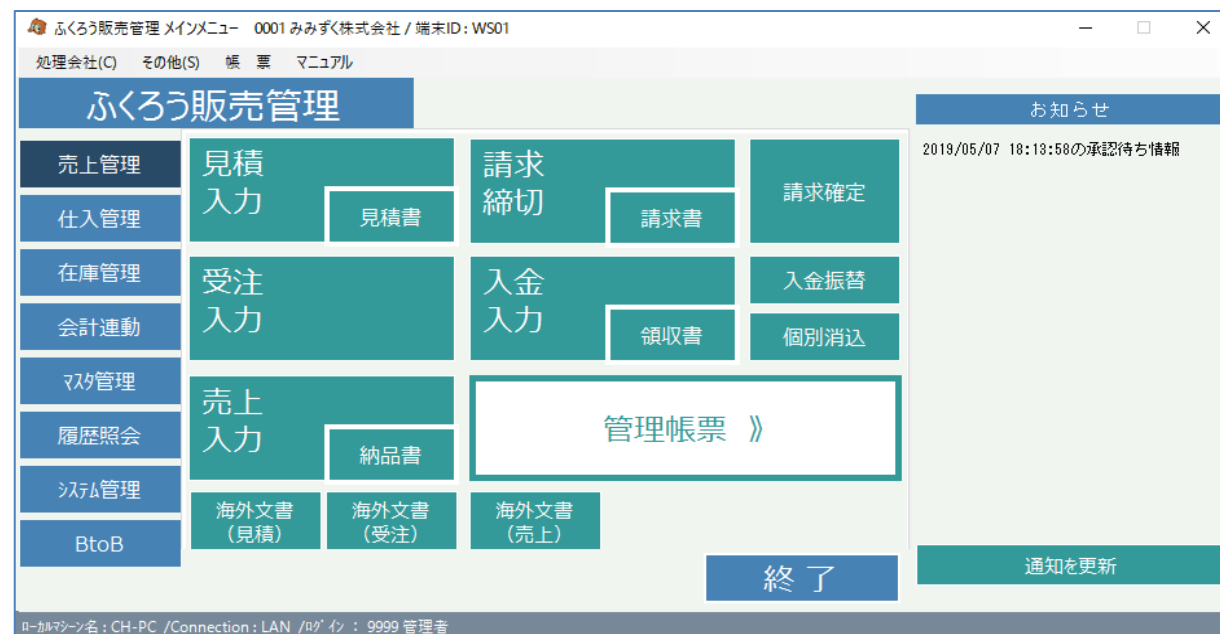 ふくろう販売管理 メインメニュー 0001 みみずく株式会社 / 端末ID : WS01
処理会社(C) その他(S) 帳 票 マニュアル
ふくろう販売管理
売上管理
仕入管理
在庫管理
会計連動
ﾏｽﾀ管理
履歴照会
ｼｽﾃﾑ管理
BtoB
見積
入力
見積書
受注
入力
売上
入力
納品書
海外文書
（見積）
海外文書
（受注）
海外文書
（売上）
請求
締切
請求書
請求確定
入金
入力
領収書
入金振替
個別消込
管理帳票 》
終 了
お知らせ
2019/05/07 18:13:58の承認待ち情報
通知を更新
ﾛｰｶﾙﾏｼｰﾝ名 : CH-PC /Connection : LAN /ﾛｸﾞｲﾝ ： 9999 管理者